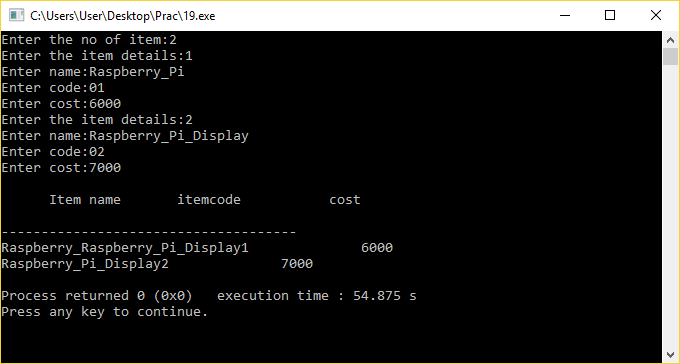 C:\Users\User\Desktop\Prac\19.exe
Enter the no of item:2
Enter the item details:1
Enter name:Raspberry_Pi
Enter code:01
Enter cost:6000
Enter the item details:2
Enter name:Raspberry_Pi_Display
Enter code:02
Enter cost:7000
Item name       itemcode           cost
-------------------------------------
Raspberry_Raspberry_Pi_Display1              6000
Raspberry_Pi_Display2              7000
Process returned 0 (0x0)   execution time : 54.875 s
Press any key to continue.